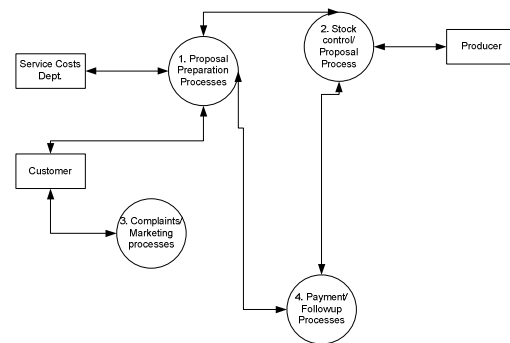 2. Stock
control/
Proposal
Process
Producer
1. Proposal
Preparation
Processes
Service Costs
Dept.
Customer
3. Complaints/
Marketing
processes
4. Payment/
Followup
Processes